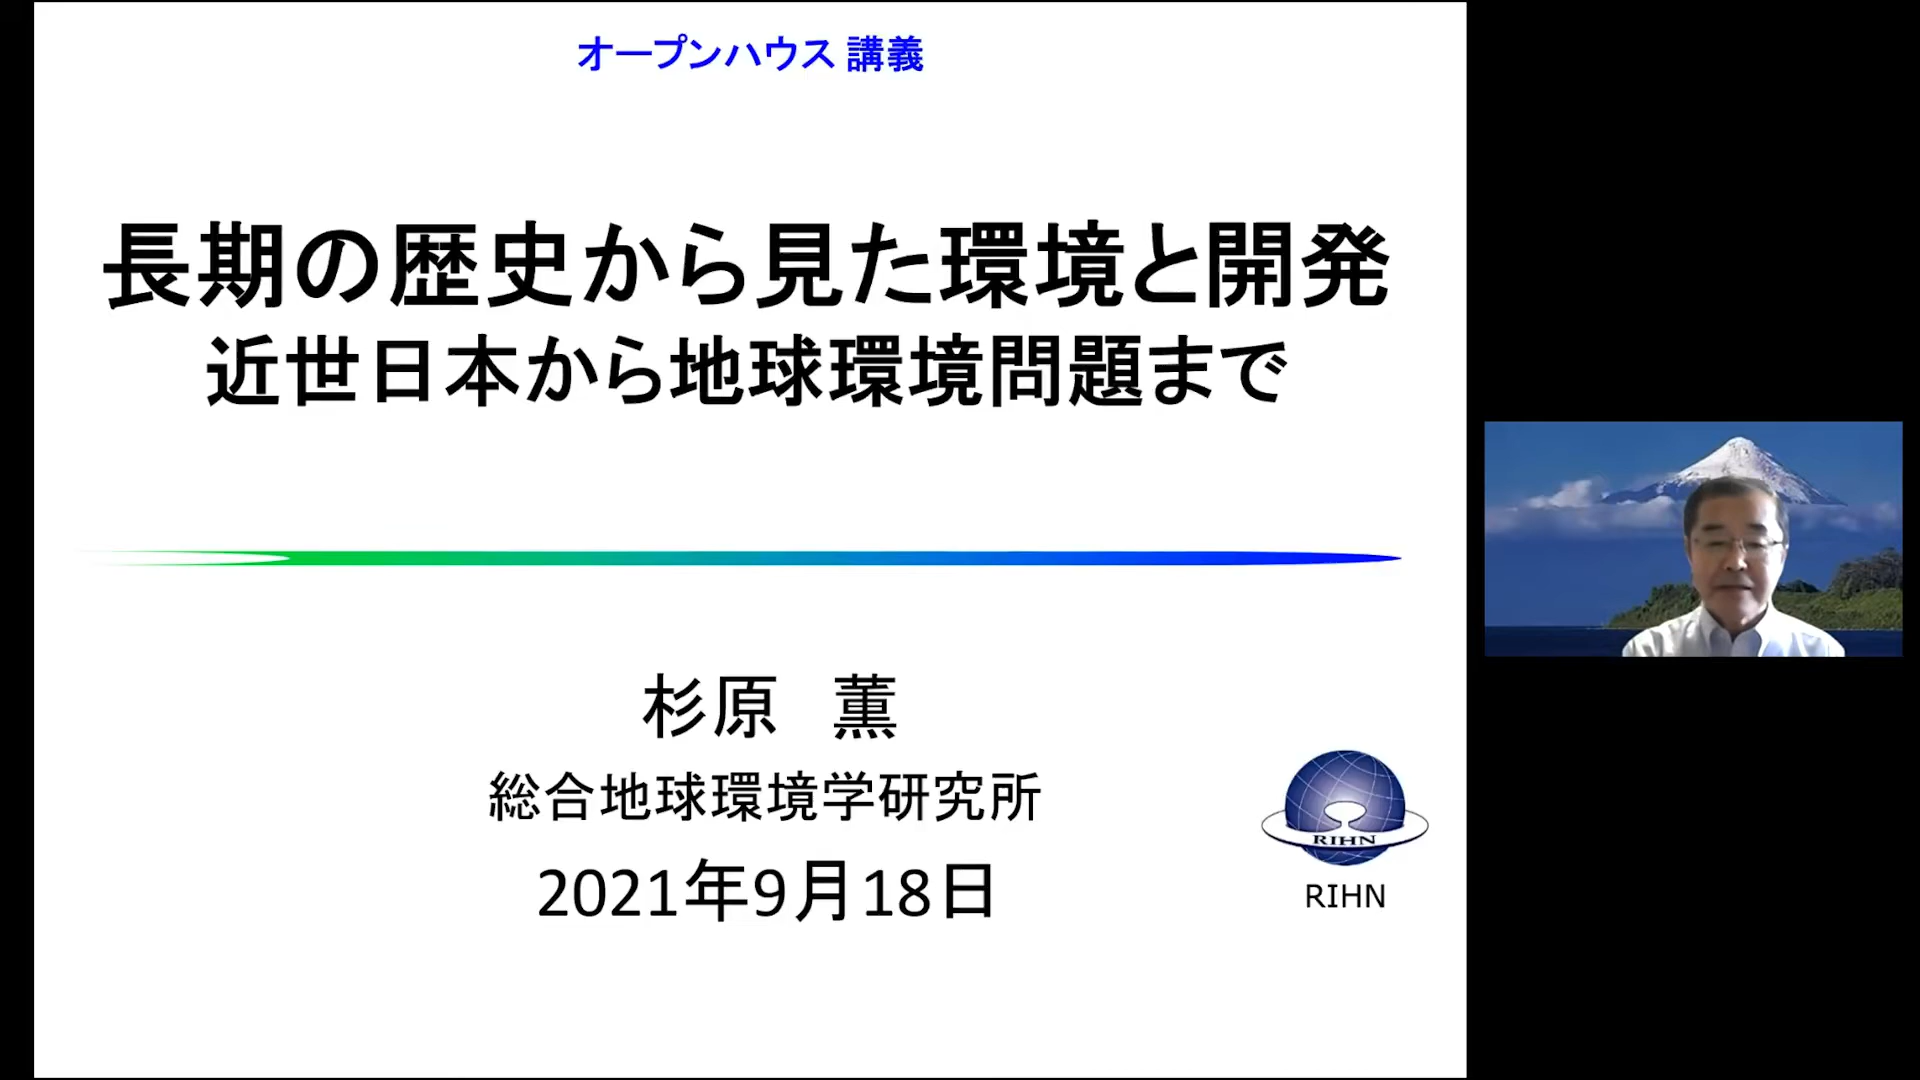 オープンハウス 講義
長期の歴史から見た環境と開発
近世日本から地球環境問題まで
杉原　薫
総合地球環境学研究所
2021年9月18日
RIHN
RIHN